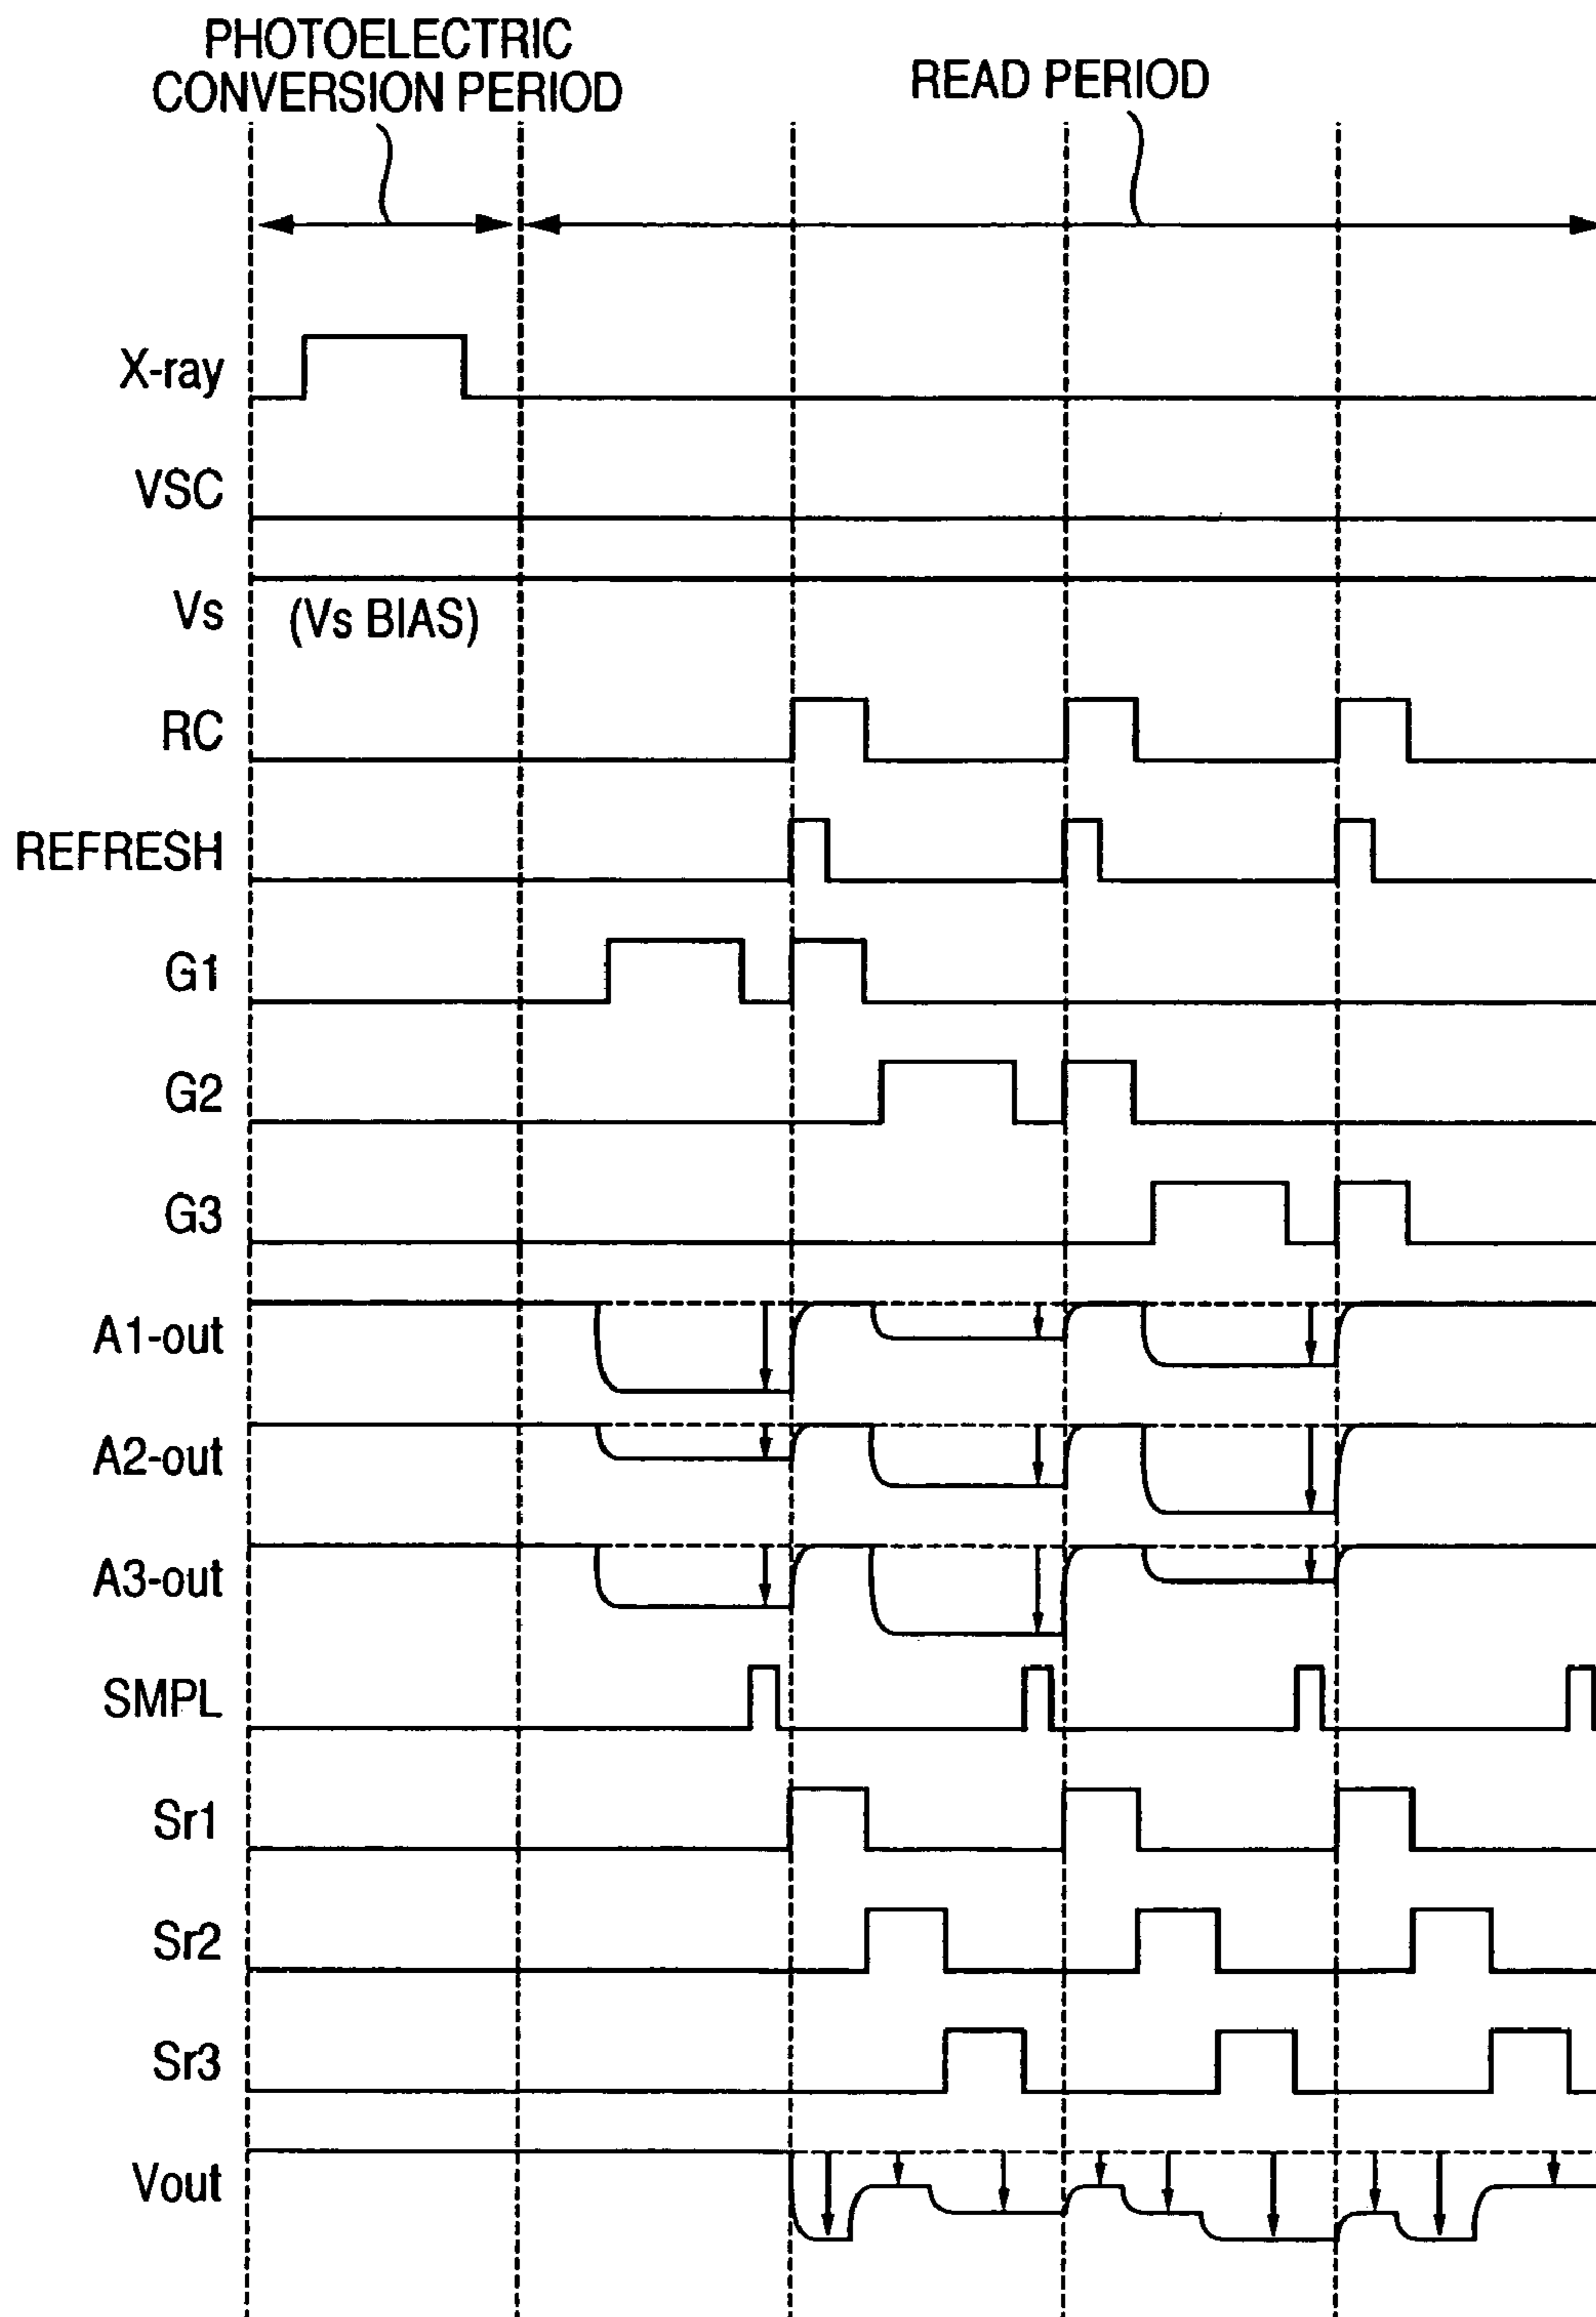 PHOTOELECTRIC
CONVERSION PERIOD
READ PERIOD
X-ray
VSC
Vs
(Vs BIAS)
RC
REFRESH
G1
G2
G3
A1-out
A2-out
A3-out
SMPL
Sr1
Sr2
Sr3
Vout